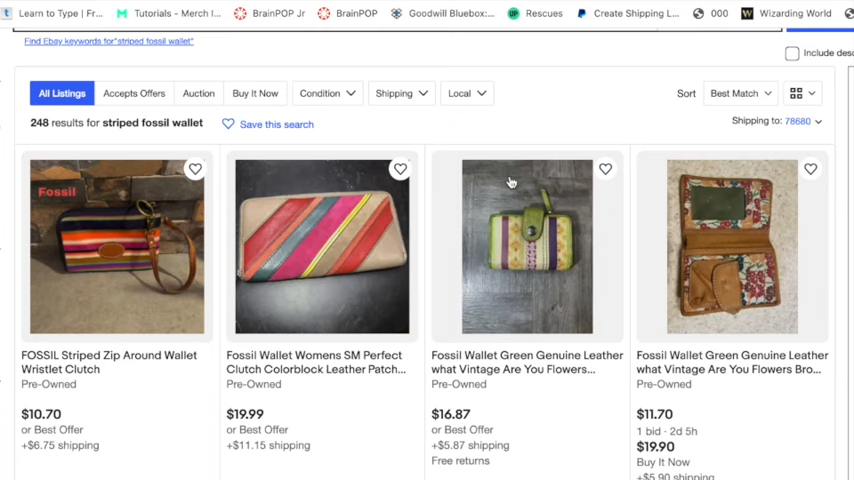 Learn to Type | Fr...
Tutorials - Merch I...
BrainPOP Jr
BrainPOP
Goodwill Bluebox:...
UP
Rescues
Create Shipping L...
000
W
Wizarding World
Find Ebay keywords for"striped fossil wallet"
Include desc
All Listings
Accepts Offers
Auction
Buy It Now
Condition
Shipping
Local
Sort
Best Match
248 results for striped fossil wallet
Save this search
Shipping to: 78680
Fossil
FOSSIL Striped Zip Around Wallet
Wristlet Clutch
Pre-Owned
$10.70
or Best Offer
+$6.75 shipping
Fossil Wallet Womens SM Perfect
Clutch Colorblock Leather Patch...
Pre-Owned
$19.99
or Best Offer
+$11.15 shipping
Fossil Wallet Green Genuine Leather
what Vintage Are You Flowers...
Pre-Owned
$16.87
or Best Offer
+$5.87 shipping
Free returns
Fossil Wallet Green Genuine Leather
what Vintage Are You Flowers Bro...
Pre-Owned
$11.70
1 bid · 2d 5h
$19.90
Buy It Now
+$5.90 shipping